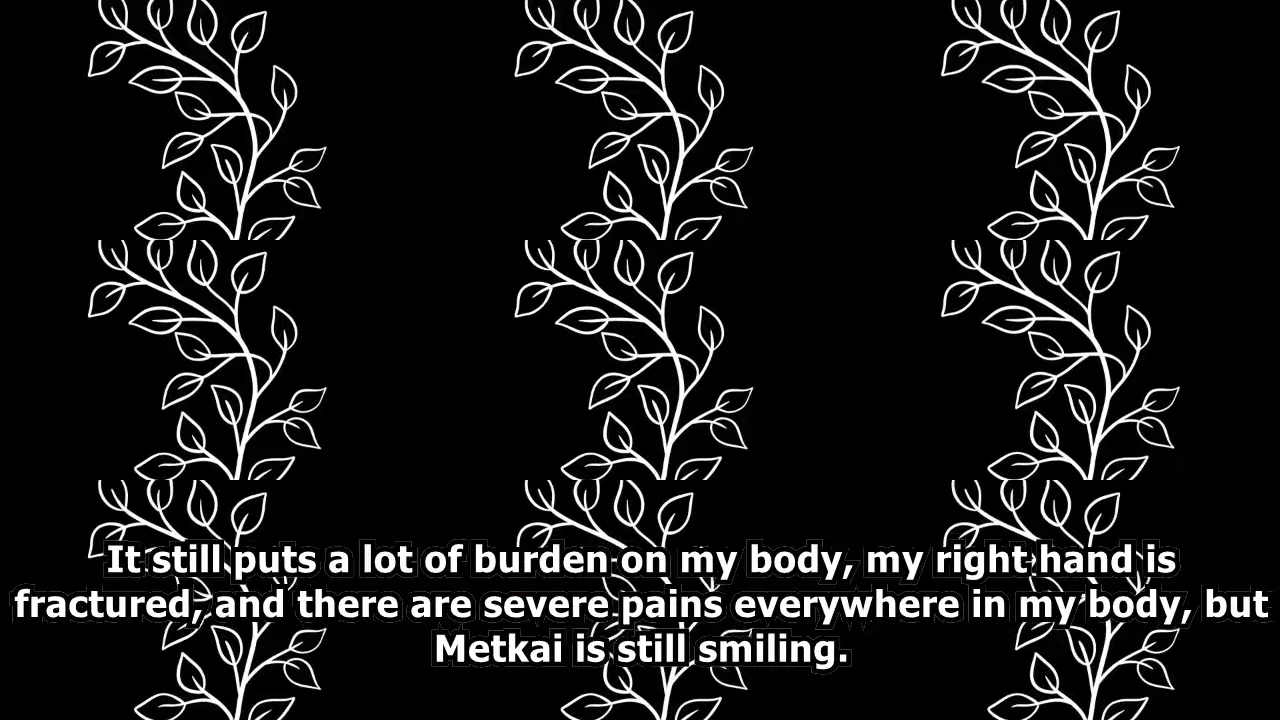 It still puts a lot of burden on my body, my right hand is
fractured, and there are severe pains everywhere in my body, but
Metkai is still smiling.